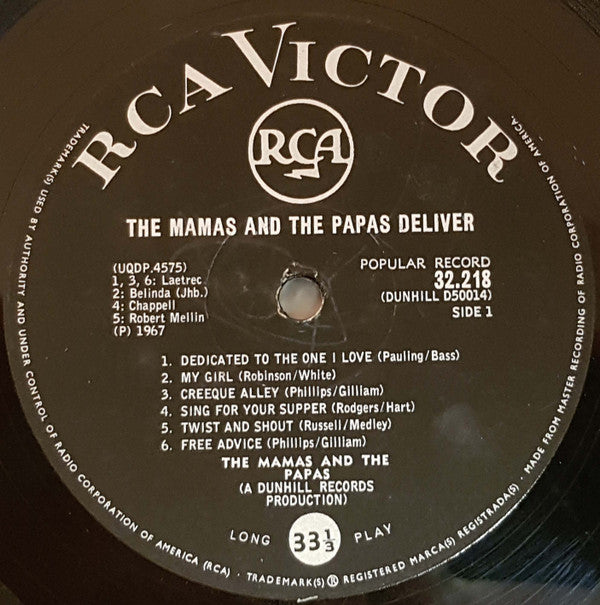 RCA VICTOR
RCA
THE MAMAS AND THE PAPAS DELIVER
(UQDP.4575)
1, 3, 6: Laetrec
2: Belinda (Jhb.)
4: Chappell
5: Robert Mellin
(P) 1967
POPULAR RECORD
32.218
(DUNHILL D50014)
SIDE 1
1. DEDICATED TO THE ONE I LOVE (Pauling/Bass)
2. MY GIRL (Robinson/White)
3. CREEQUE ALLEY (Phillips/Gilliam)
4. SING FOR YOUR SUPPER (Rodgers/Hart)
5. TWIST AND SHOUT (Russell/Medley)
6. FREE ADVICE (Phillips/Gilliam)
THE MAMAS AND THE
PAPAS
(A DUNHILL RECORDS
PRODUCTION)
LONG 33⅓ PLAY
TRADEMARK(S) USED BY AUTHORITY AND UNDER CONTROL OF RADIO CORPORATION OF AMERICA (RCA) · TRADEMARK(S) ® REGISTERED MARCA(S) REGISTRADA(S) · MADE FROM MASTER RECORDING OF RADIO CORPORATION OF AMERICA.